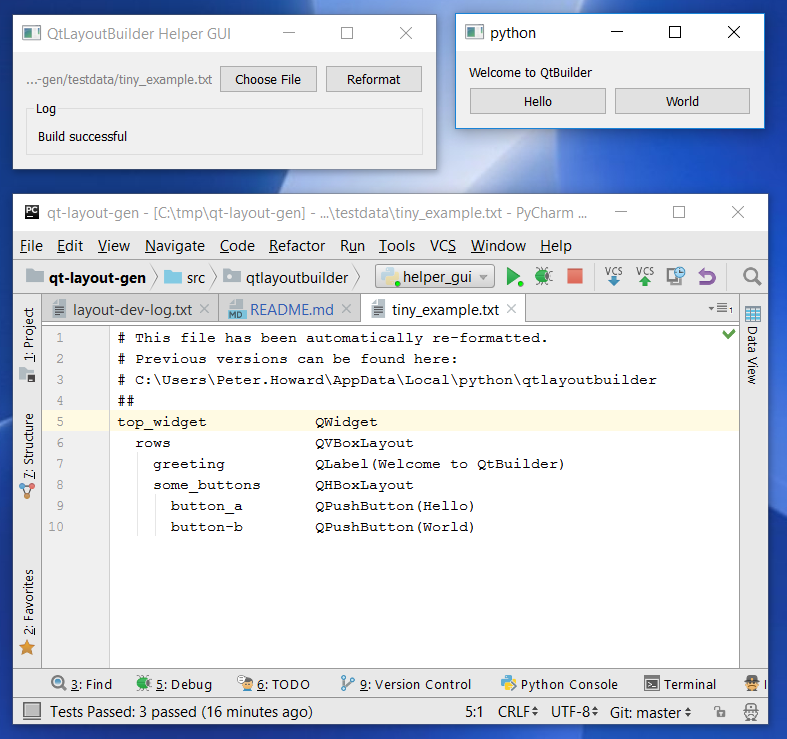 QtLayoutBuilder Helper GUI
...-gen/testdata/tiny_example.txt Choose File Reformat
Log
Build successful
python
Welcome to QtBuilder
Hello World
PC qt-layout-gen - [C:\tmp\qt-layout-gen] - ...\testdata\tiny_example.txt - PyCharm ...
File Edit View Navigate Code Refactor Run Tools VCS Window Help
qt-layout-gen src qtlayoutbuilder helper_gui VCS VCS
layout-dev-log.txt MD README.md tiny_example.txt 1
1: Project
Z: Structure
2: Favorites
Data View
1 # This file has been automatically re-formatted.
2 # Previous versions can be found here:
3 # C:\Users\Peter.Howard\AppData\Local\python\qtlayoutbuilder
4 ##
5 top_widget QWidget
6 rows QVBoxLayout
7 greeting QLabel(Welcome to QtBuilder)
8 some_buttons QHBoxLayout
9 button_a QPushButton(Hello)
10 button-b QPushButton(World)
3: Find 5: Debug 6: TODO 9: Version Control Python Console Terminal
Tests Passed: 3 passed (16 minutes ago) 5:1 CRLF UTF-8 Git: master